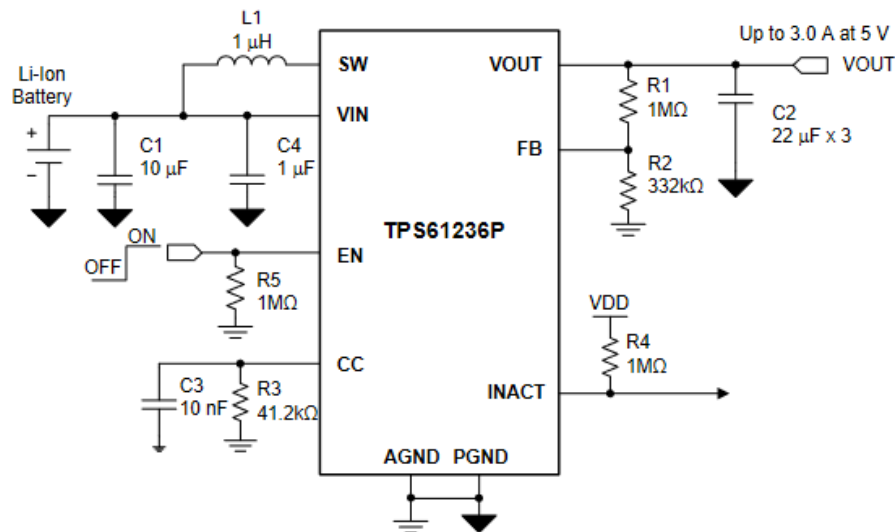 Up to 3.0 A at 5 V
L1
1 µH
SW
VOUT
VOUT
Li-Ion
Battery
R1
1MΩ
+
VIN
C2
22 µF x 3
C1
10 µF
C4
1 µF
FB
−
R2
332kΩ
TPS61236P
ON
OFF
EN
R5
1MΩ
VDD
R4
1MΩ
CC
C3
10 nF
R3
41.2kΩ
INACT
AGND
PGND